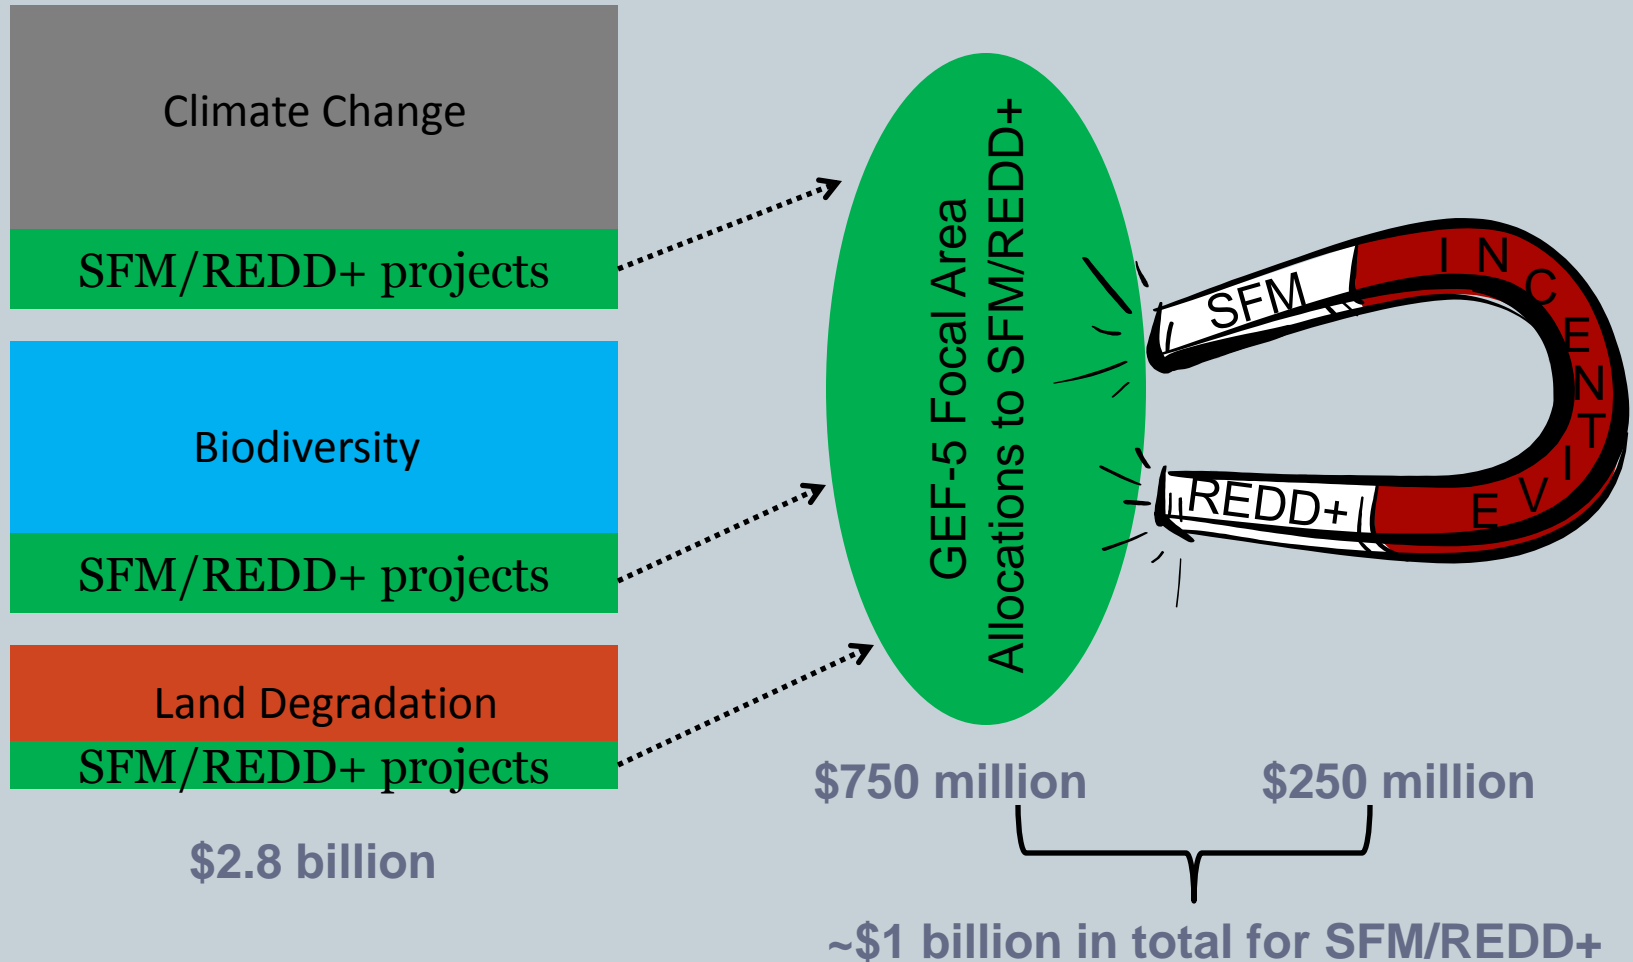 Climate Change
SFM/REDD+ projects
Biodiversity
SFM/REDD+ projects
Land Degradation
SFM/REDD+ projects
$2.8 billion
GEF-5 Focal Area
Allocations to SFM/REDD+
SFM
INCENTIVE
REDD+
$750 million
$250 million
~$1 billion in total for SFM/REDD+